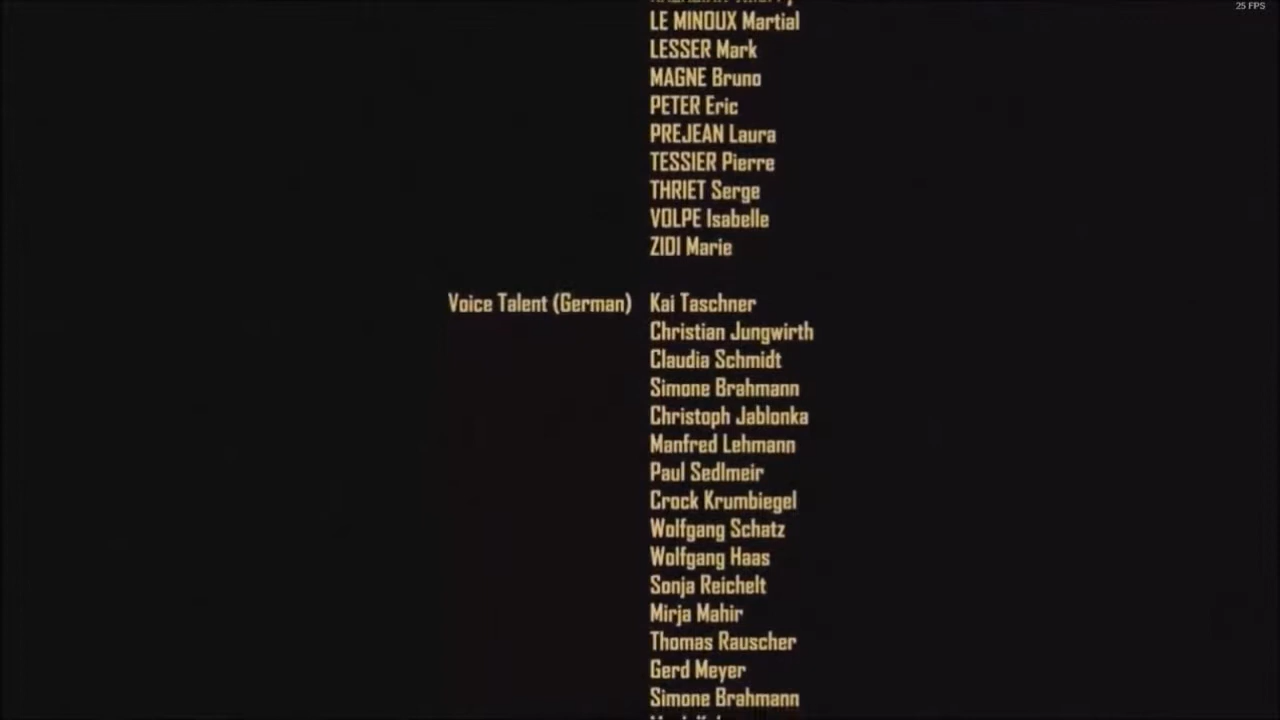 25 FPS
LE MINOUX Martial
LESSER Mark
MAGNE Bruno
PETER Eric
PREJEAN Laura
TESSIER Pierre
THRIET Serge
VOLPE Isabelle
ZIDI Marie
Voice Talent (German) Kai Taschner
Christian Jungwirth
Claudia Schmidt
Simone Brahmann
Christoph Jablonka
Manfred Lehmann
Paul Sedlmeir
Crock Krumbiegel
Wolfgang Schatz
Wolfgang Haas
Sonja Reichelt
Mirja Mahir
Thomas Rauscher
Gerd Meyer
Simone Brahmann